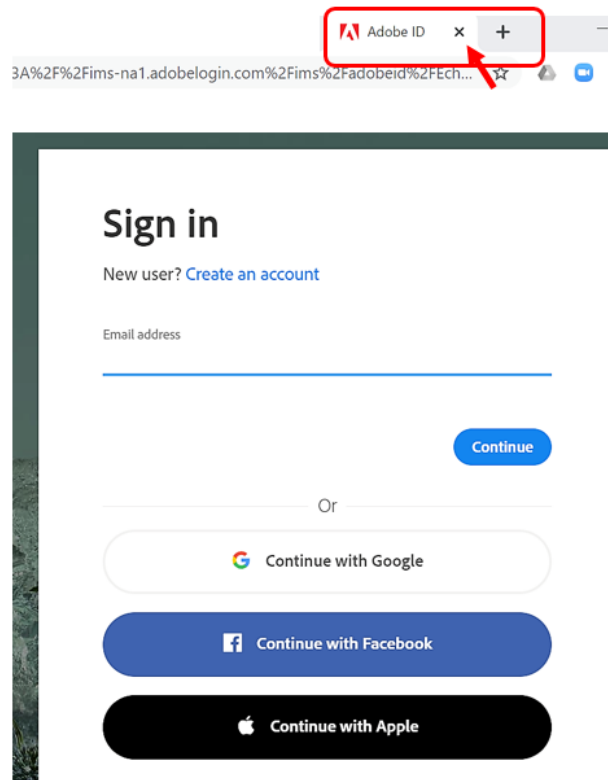 Adobe ID
3A%2F%2Fims-na1.adobelogin.com%2Fims%2Fadobeid%2FEch...
Sign in
New user? Create an account
Email address
Continue
Or
Continue with Google
Continue with Facebook
Continue with Apple